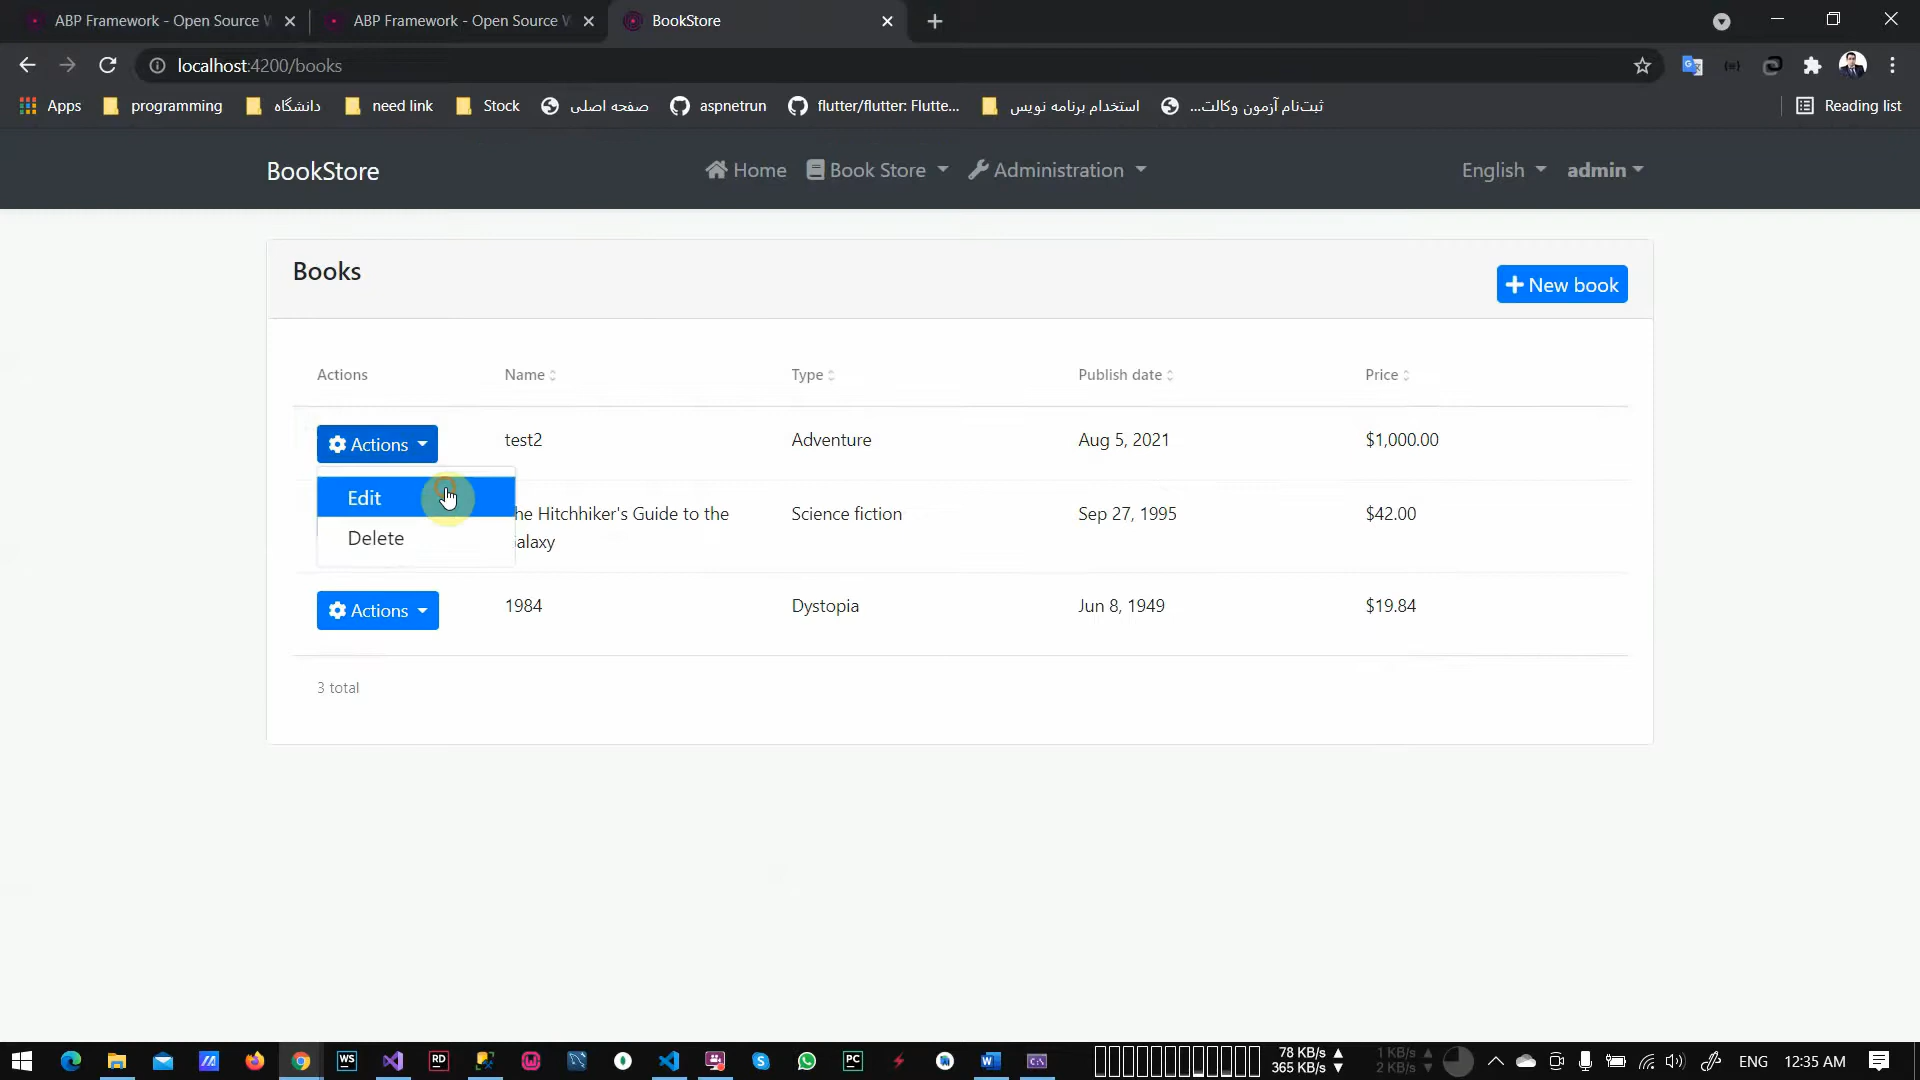 ABP Framework - Open Source W
ABP Framework - Open Source W
BookStore
localhost:4200/books
Apps
programming
دانشگاه
need link
Stock
صفحه اصلی
aspnetrun
flutter/flutter: Flutte...
استخدام برنامه نویس
ثبت‌نام آزمون وکالت...
Reading list
BookStore
Home
Book Store
Administration
English
admin
Books
New book
Actions Name Type Publish date Price
Actions test2 Adventure Aug 5, 2021 $1,000.00
Edit
Delete
he Hitchhiker's Guide to the
alaxy
Science fiction Sep 27, 1995 $42.00
Actions 1984 Dystopia Jun 8, 1949 $19.84
3 total
WS
RD
PC
78 KB/s
365 KB/s
1 KB/s
2 KB/s
ENG
12:35 AM